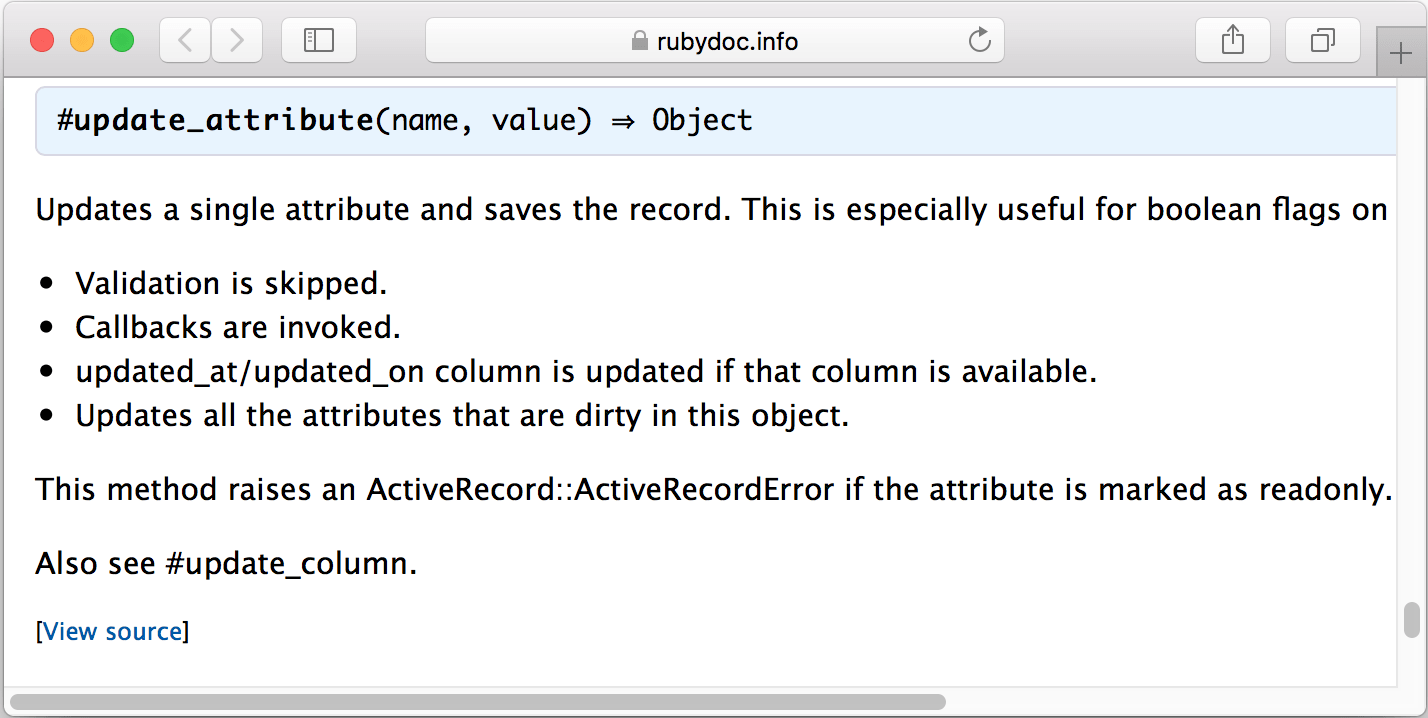 rubydoc.info
#update_attribute(name, value) ⇒ Object
Updates a single attribute and saves the record. This is especially useful for boolean flags on
• Validation is skipped.
• Callbacks are invoked.
• updated_at/updated_on column is updated if that column is available.
• Updates all the attributes that are dirty in this object.
This method raises an ActiveRecord::ActiveRecordError if the attribute is marked as readonly.
Also see #update_column.
[View source]